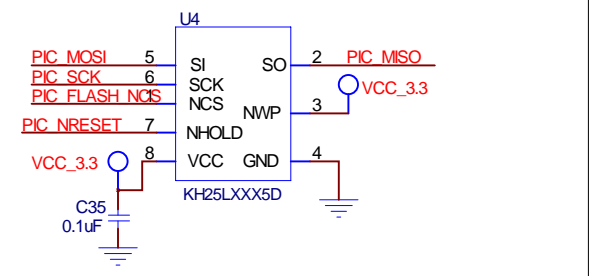 U4
PIC_MOSI 5 SI SO 2 PIC_MISO
PIC_SCK 6 SCK
PIC_FLASH_NCS 1 NCS
VCC_3.3
NWP 3
PIC_NRESET 7 NHOLD
VCC_3.3 8 VCC GND 4
KH25LXXX5D
C35
0.1uF